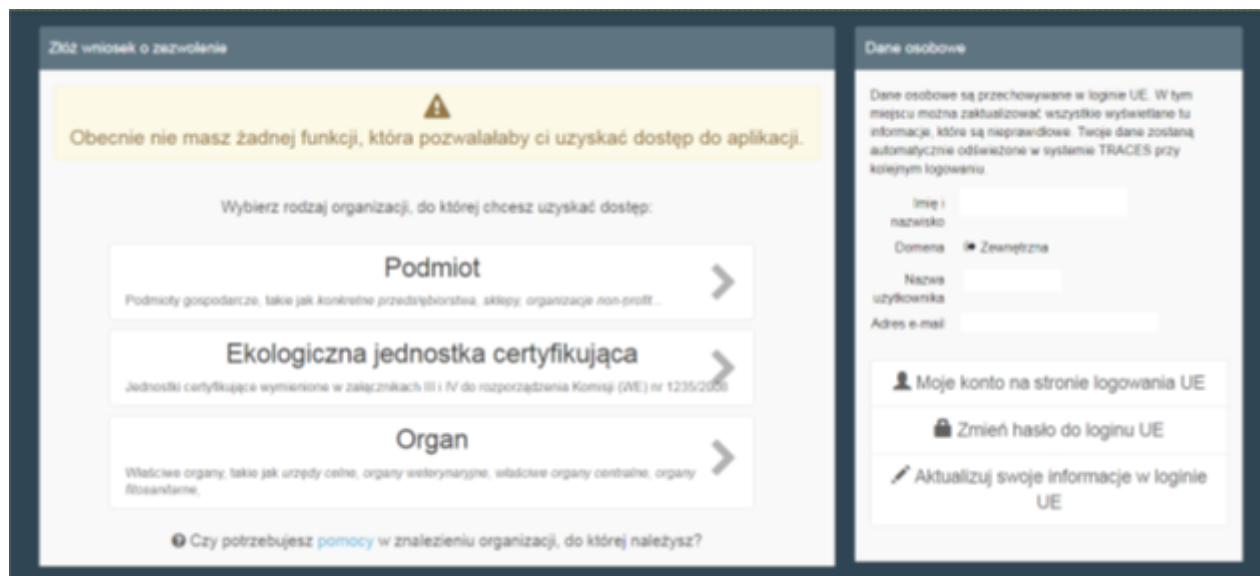 Złóż wniosek o zezwolenie
Obecnie nie masz żadnej funkcji, która pozwalałaby ci uzyskać dostęp do aplikacji.
Wybierz rodzaj organizacji, do której chcesz uzyskać dostęp:
Podmiot
Podmioty gospodarcze, takie jak konkretne przedsiębiorstwa, sklepy, organizacje non-profit...
Ekologiczna jednostka certyfikująca
Jednostki certyfikujące wymienione w załącznikach III i IV do rozporządzenia Komisji (WE) nr 1235/2008
Organ
Właściwe organy, takie jak urzędy celne, organy weterynaryjne, właściwe organy centralne, organy
fitosanitarne,
Czy potrzebujesz pomocy w znalezieniu organizacji, do której należysz?
Dane osobowe
Dane osobowe są przechowywane w loginie UE. W tym
miejscu można zaktualizować wszystkie wyświetlane tu
informacje, które są nieprawidłowe. Twoje dane zostaną
automatycznie odświeżone w systemie TRACES przy
kolejnym logowaniu.
Imię i
nazwisko
Domena Zewnętrzna
Nazwa
użytkownika
Adres e-mail
Moje konto na stronie logowania UE
Zmień hasło do loginu UE
Aktualizuj swoje informacje w loginie
UE